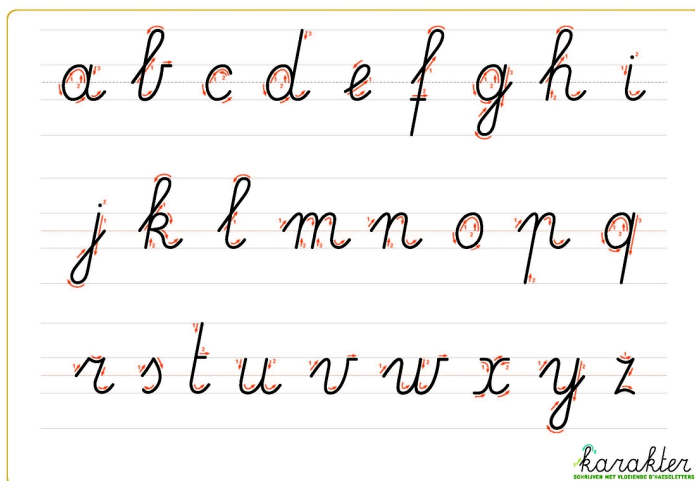 a b c d e f g h i
j k l m n o p q
r s t u v w x y z
karakter
SCHRIJVEN MET VLOEIENDE D'HAESELETTERS